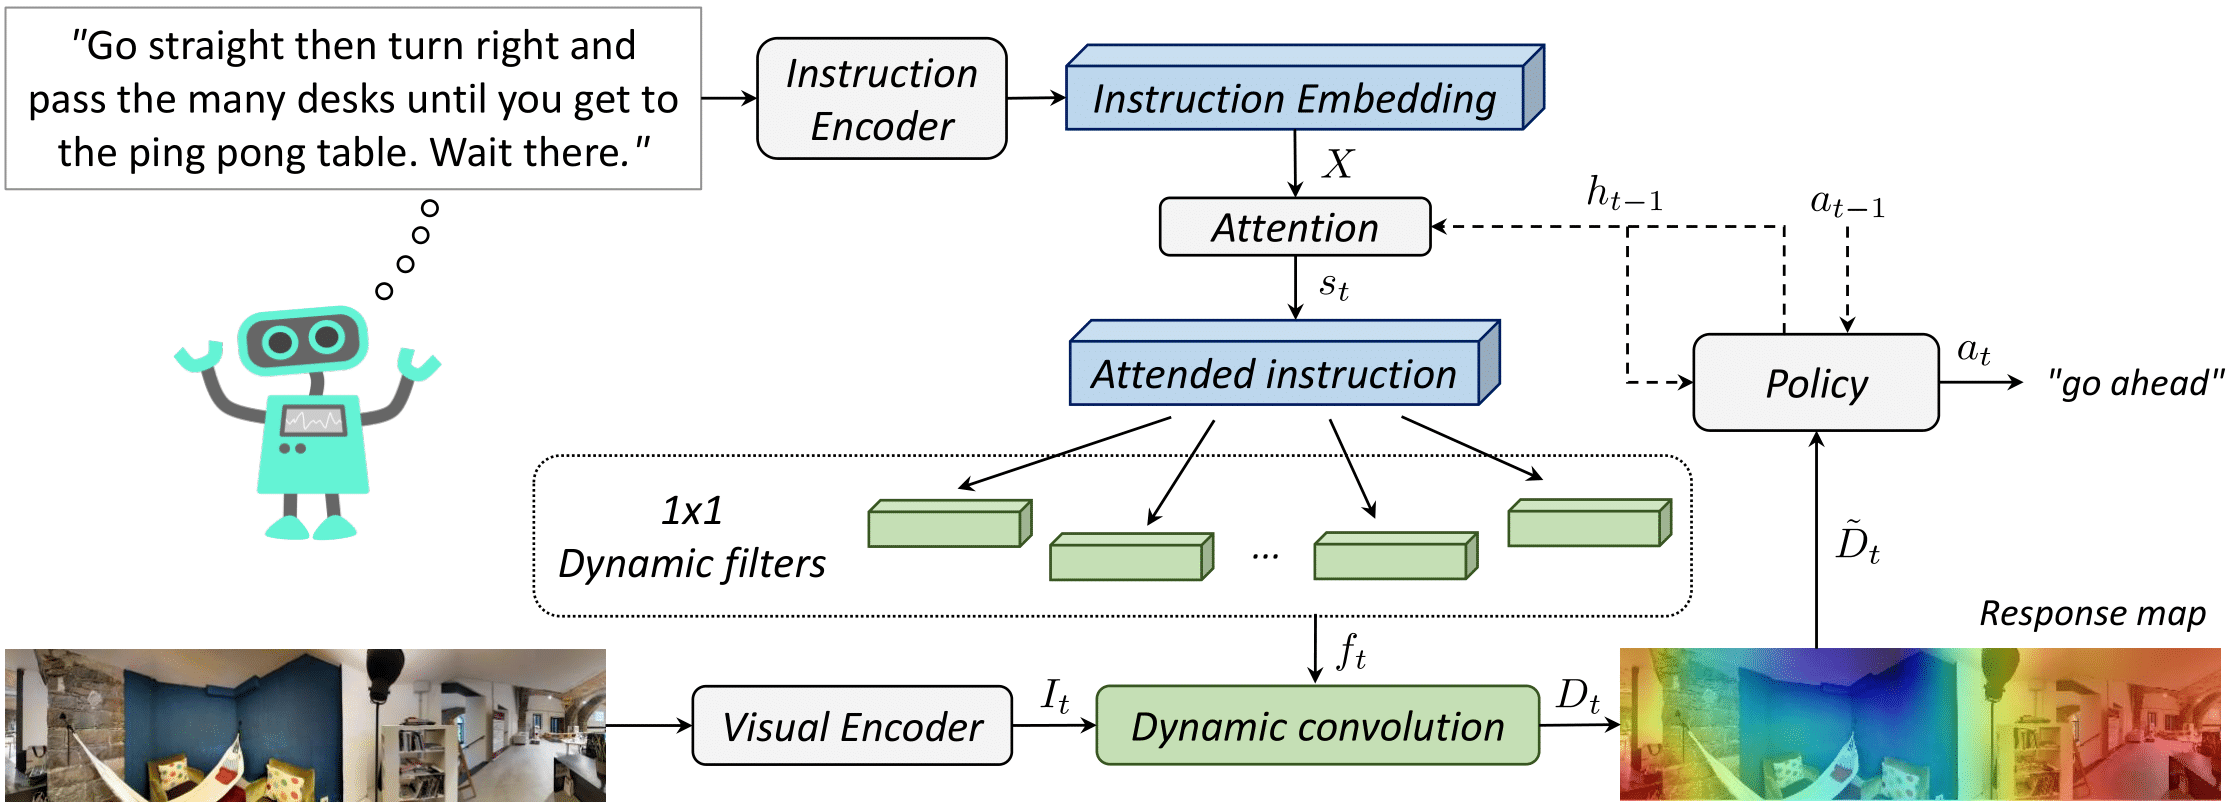 "Go straight then turn right and
pass the many desks until you get to
the ping pong table. Wait there."
Instruction
Encoder
Instruction Embedding
X
Attention
h_{t-1}
a_{t-1}
s_t
Attended instruction
Policy
a_t
"go ahead"
1x1
Dynamic filters
...
D̃_t
Response map
f_t
Visual Encoder
I_t
Dynamic convolution
D_t